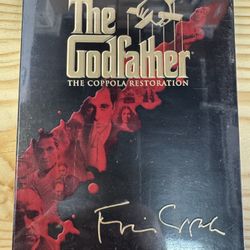 The
Godfather
THE COPPOLA RESTORATION